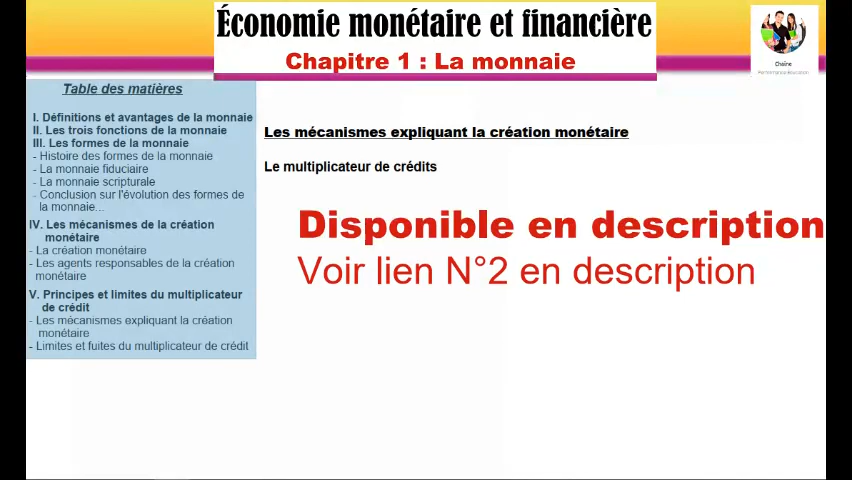 Économie monétaire et financière
Chapitre 1 : La monnaie
Chaîne
Performance Education
Table des matières
I. Définitions et avantages de la monnaie
II. Les trois fonctions de la monnaie
III. Les formes de la monnaie
- Histoire des formes de la monnaie
- La monnaie fiduciaire
- La monnaie scripturale
- Conclusion sur l'évolution des formes de
la monnaie...
IV. Les mécanismes de la création
monétaire
- La création monétaire
- Les agents responsables de la création
monétaire
V. Principes et limites du multiplicateur
de crédit
- Les mécanismes expliquant la création
monétaire
- Limites et fuites du multiplicateur de crédit
Les mécanismes expliquant la création monétaire
Le multiplicateur de crédits
Disponible en description
Voir lien N°2 en description